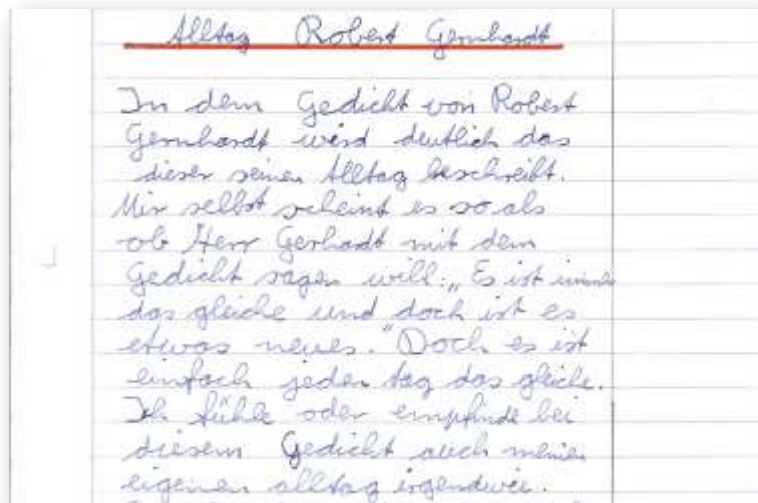 Alltag Robert Gernhardt
In dem Gedicht von Robert
Gernhardt wird deutlich das
dieser seinen Alltag beschreibt.
Mir selbst scheint es so als
ob Herr Gerhardt mit dem
Gedicht sagen will: „Es ist immer
das gleiche und doch ist es
etwas neues." Doch es ist
einfach jeden tag das gleiche.
Ich fühle oder empfinde bei
diesem Gedicht auch meinen
eigenen alltag irgendwei.